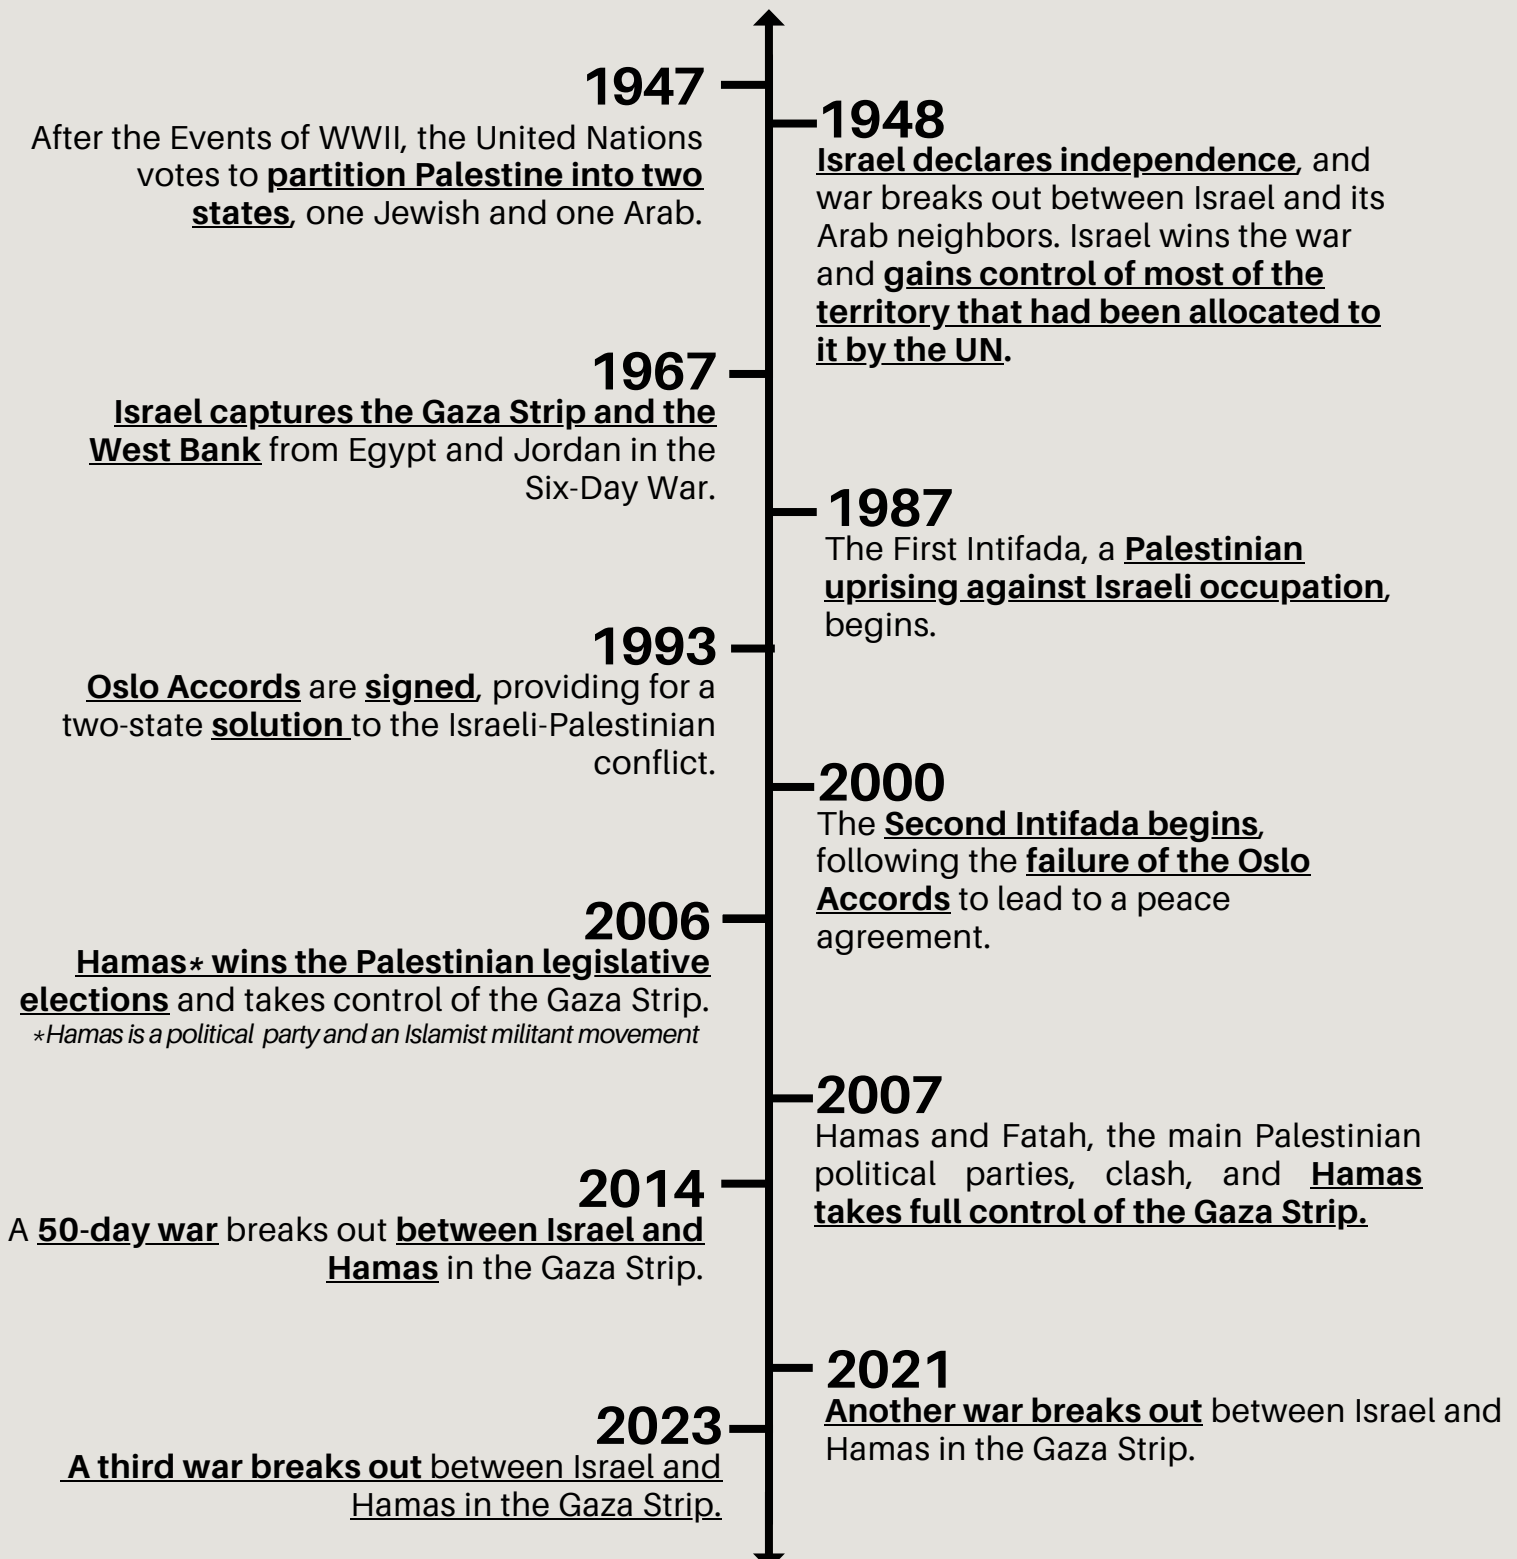 1947
After the Events of WWII, the United Nations
votes to partition Palestine into two
states, one Jewish and one Arab.
1948
Israel declares independence, and
war breaks out between Israel and its
Arab neighbors. Israel wins the war
and gains control of most of the
territory that had been allocated to
it by the UN.
1967
Israel captures the Gaza Strip and the
West Bank from Egypt and Jordan in the
Six-Day War.
1987
The First Intifada, a Palestinian
uprising against Israeli occupation,
begins.
1993
Oslo Accords are signed, providing for a
two-state solution to the Israeli-Palestinian
conflict.
2000
The Second Intifada begins,
following the failure of the Oslo
Accords to lead to a peace
agreement.
2006
Hamas* wins the Palestinian legislative
elections and takes control of the Gaza Strip.
*Hamas is a political party and an Islamist militant movement
2007
Hamas and Fatah, the main Palestinian
political parties, clash, and Hamas
takes full control of the Gaza Strip.
2014
A 50-day war breaks out between Israel and
Hamas in the Gaza Strip.
2021
Another war breaks out between Israel and
Hamas in the Gaza Strip.
2023
A third war breaks out between Israel and
Hamas in the Gaza Strip.